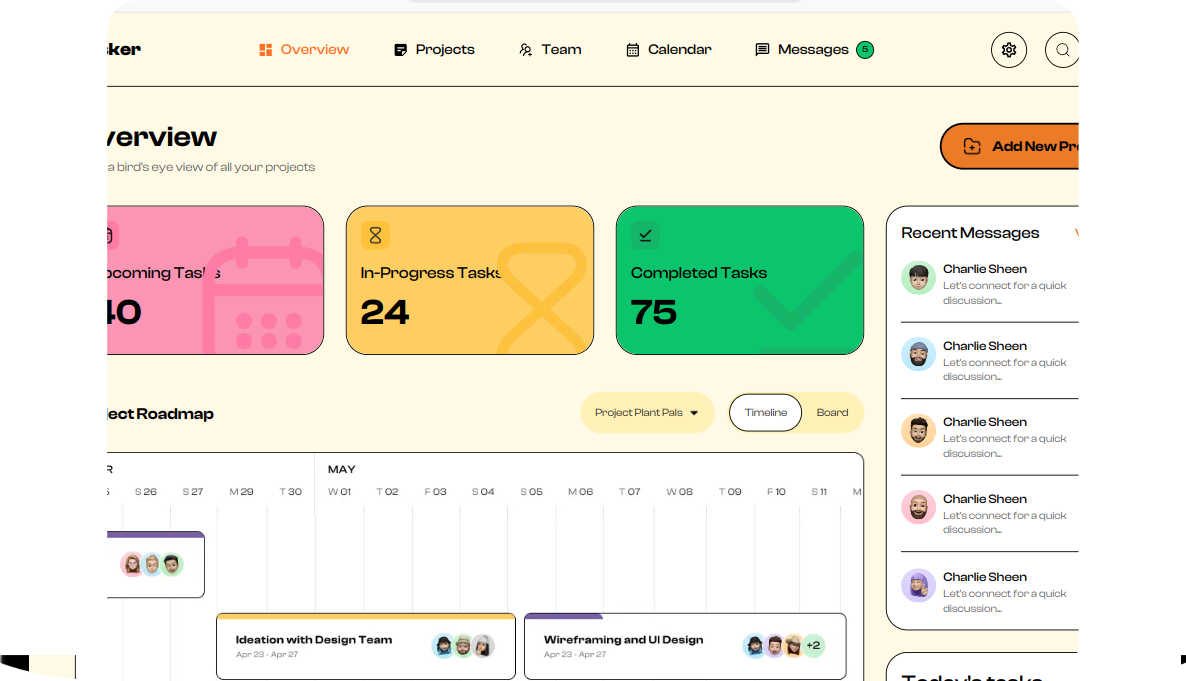 ker
Overview
Projects
Team
Calendar
Messages
5
verview
a bird's eye view of all your projects
Add New Pr
pcoming Tasks
40
In-Progress Tasks
24
Completed Tasks
75
Recent Messages
Charlie Sheen
Let's connect for a quick
discussion...
Charlie Sheen
Let's connect for a quick
discussion...
Charlie Sheen
Let's connect for a quick
discussion...
Charlie Sheen
Let's connect for a quick
discussion...
Charlie Sheen
Let's connect for a quick
discussion...
ject Roadmap
Project Plant Pals
Timeline
Board
R
MAY
S 26 S 27 M 29 T 30 W 01 T 02 F 03 S 04 S 05 M 06 T 07 W 08 T 09 F 10 S 11 M
Ideation with Design Team
Apr 23 - Apr 27
Wireframing and UI Design
Apr 23 - Apr 27
+2
Today's tasks